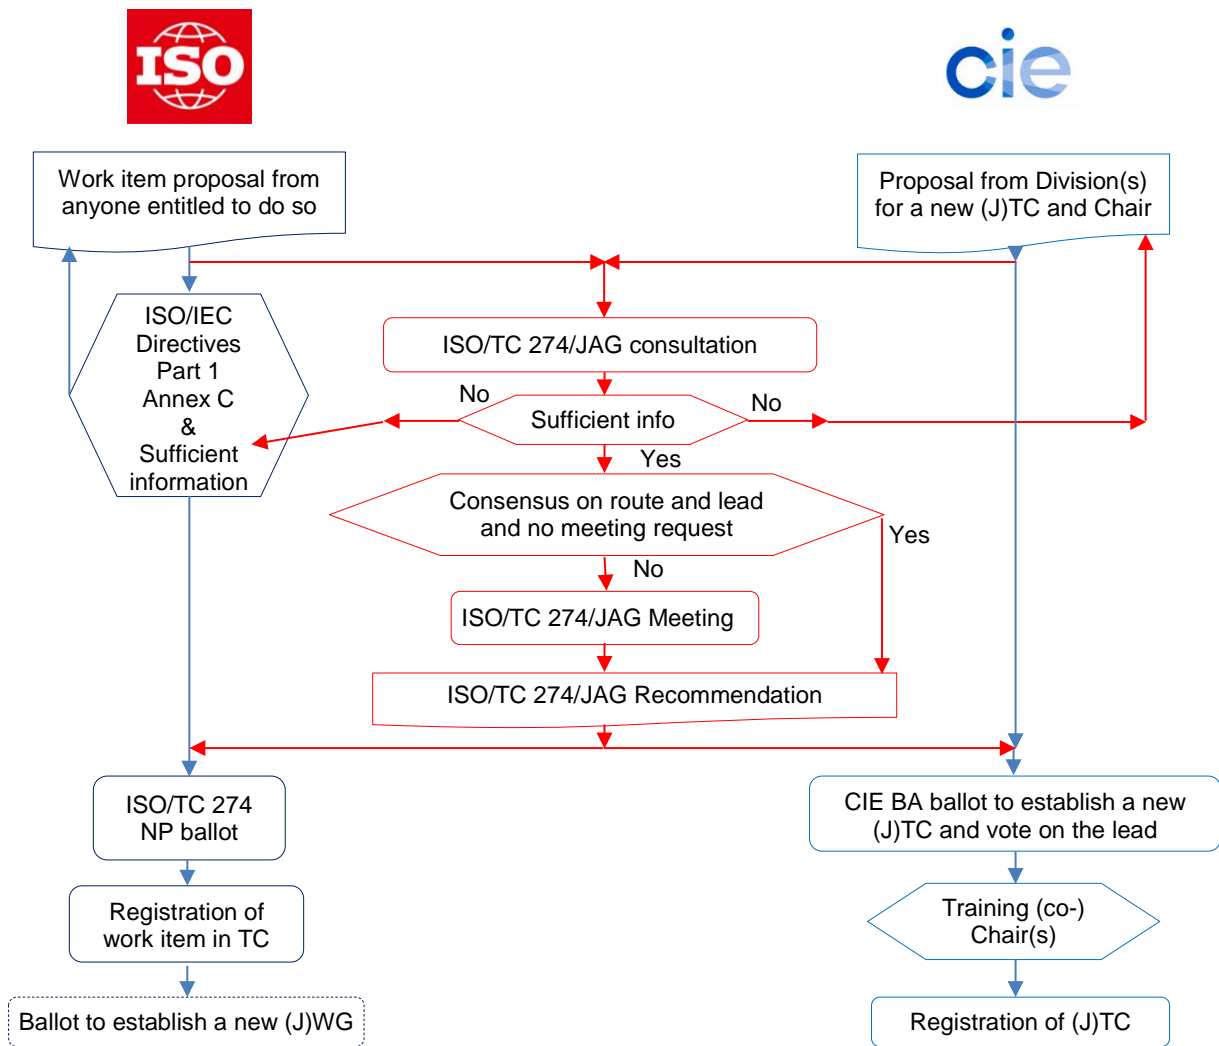 ISO
cie
Work item proposal from
anyone entitled to do so
Proposal from Division(s)
for a new (J)TC and Chair
ISO/IEC
Directives
Part 1
Annex C
&
Sufficient
information
ISO/TC 274/JAG consultation
No
Sufficient info
No
Yes
Consensus on route and lead
and no meeting request
Yes
No
ISO/TC 274/JAG Meeting
ISO/TC 274/JAG Recommendation
ISO/TC 274
NP ballot
CIE BA ballot to establish a new
(J)TC and vote on the lead
Registration of
work item in TC
Training (co-)
Chair(s)
Ballot to establish a new (J)WG
Registration of (J)TC